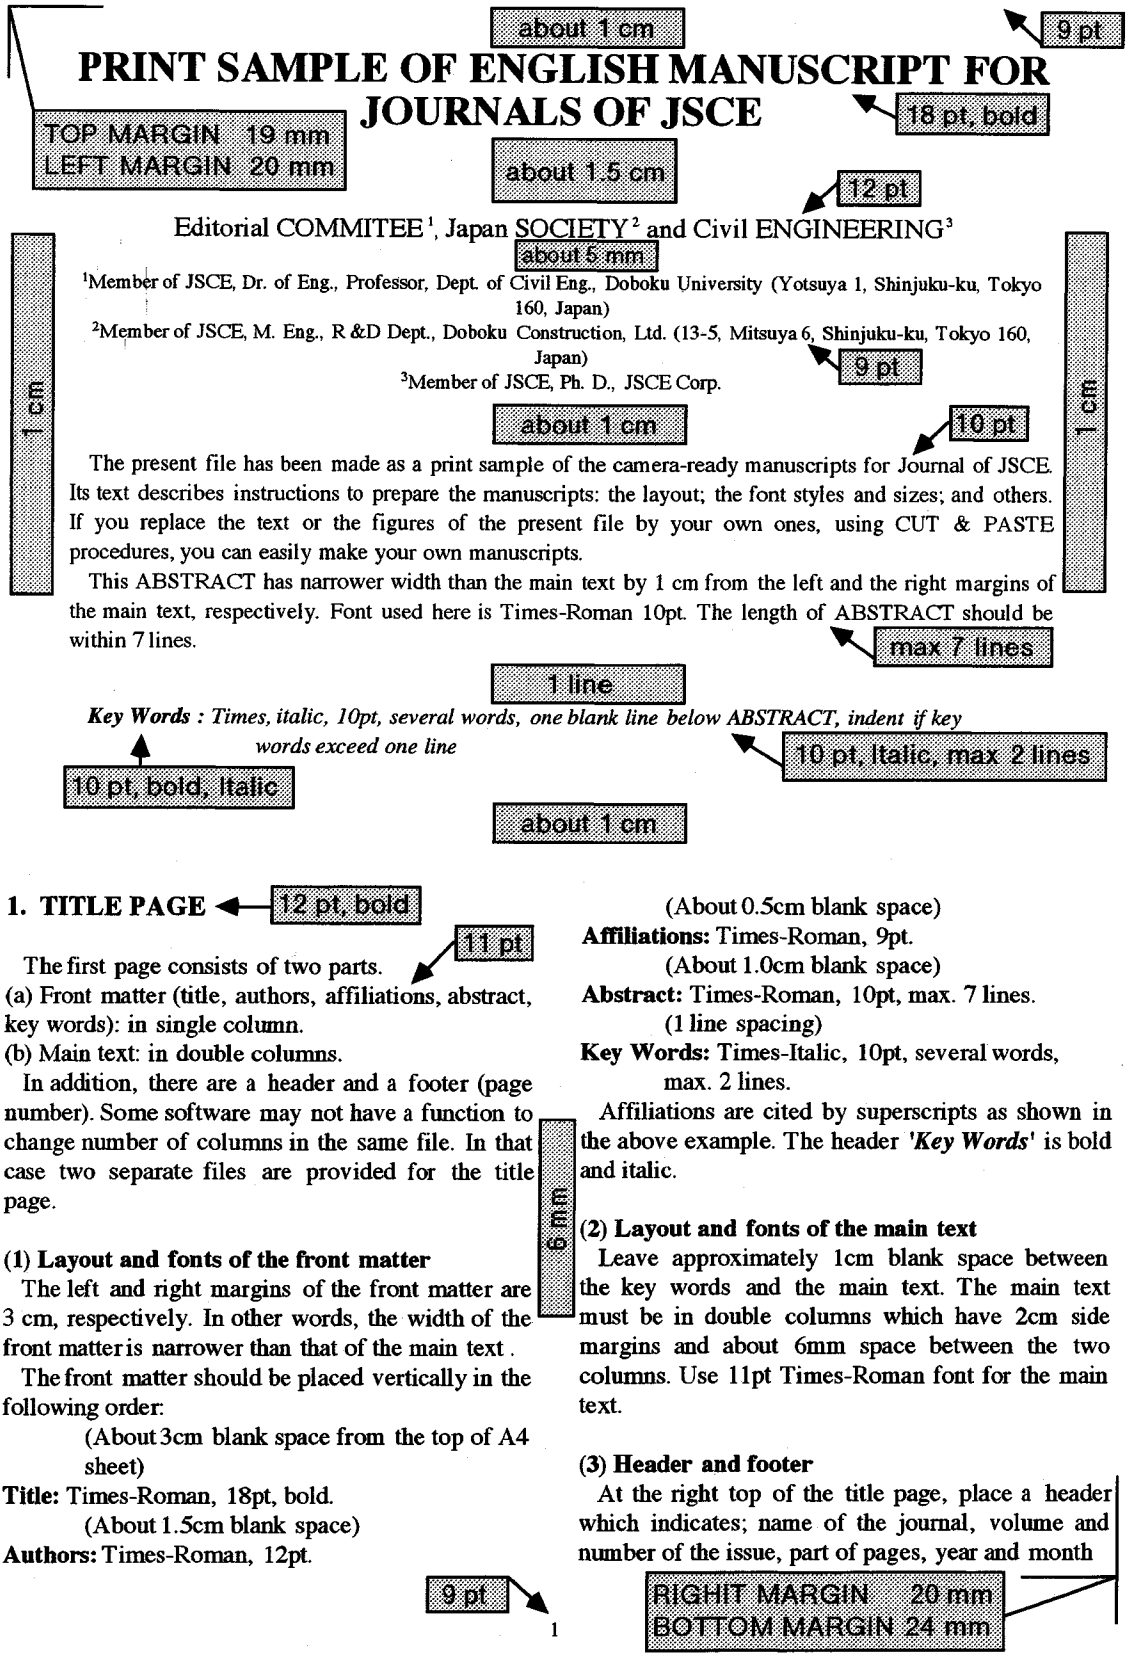 about 1 cm
9 pt
PRINT SAMPLE OF ENGLISH MANUSCRIPT FOR
JOURNALS OF JSCE
18 pt, bold
TOP MARGIN 19 mm
LEFT MARGIN 20 mm
about 1.5 cm
12 pt
Editorial COMMITEE¹, Japan SOCIETY² and Civil ENGINEERING³
about 5 mm
¹Member of JSCE, Dr. of Eng., Professor, Dept. of Civil Eng., Doboku University (Yotsuya 1, Shinjuku-ku, Tokyo
160, Japan)
²Member of JSCE, M. Eng., R &D Dept., Doboku Construction, Ltd. (13-5, Mitsuya 6, Shinjuku-ku, Tokyo 160,
Japan)
9 pt
³Member of JSCE, Ph. D., JSCE Corp.
1 cm
1 cm
about 1 cm
10 pt
The present file has been made as a print sample of the camera-ready manuscripts for Journal of JSCE.
Its text describes instructions to prepare the manuscripts: the layout; the font styles and sizes; and others.
If you replace the text or the figures of the present file by your own ones, using CUT & PASTE
procedures, you can easily make your own manuscripts.
This ABSTRACT has narrower width than the main text by 1 cm from the left and the right margins of
the main text, respectively. Font used here is Times-Roman 10pt. The length of ABSTRACT should be
within 7 lines.
max 7 lines
1 line
Key Words : Times, italic, 10pt, several words, one blank line below ABSTRACT, indent if key
words exceed one line
10 pt, Italic, max 2 lines
10 pt, bold, Italic
about 1 cm
1. TITLE PAGE
12 pt, bold
11 pt
The first page consists of two parts.
(a) Front matter (title, authors, affiliations, abstract,
key words): in single column.
(b) Main text: in double columns.
In addition, there are a header and a footer (page
number). Some software may not have a function to
change number of columns in the same file. In that
case two separate files are provided for the title
page.
(1) Layout and fonts of the front matter
The left and right margins of the front matter are
3 cm, respectively. In other words, the width of the
front matter is narrower than that of the main text .
The front matter should be placed vertically in the
following order:
(About 3cm blank space from the top of A4
sheet)
Title: Times-Roman, 18pt, bold.
(About 1.5cm blank space)
Authors: Times-Roman, 12pt.
6 mm
(About 0.5cm blank space)
Affiliations: Times-Roman, 9pt.
(About 1.0cm blank space)
Abstract: Times-Roman, 10pt, max. 7 lines.
(1 line spacing)
Key Words: Times-Italic, 10pt, several words,
max. 2 lines.
Affiliations are cited by superscripts as shown in
the above example. The header 'Key Words' is bold
and italic.
(2) Layout and fonts of the main text
Leave approximately 1cm blank space between
the key words and the main text. The main text
must be in double columns which have 2cm side
margins and about 6mm space between the two
columns. Use 11pt Times-Roman font for the main
text.
(3) Header and footer
At the right top of the title page, place a header
which indicates; name of the journal, volume and
number of the issue, part of pages, year and month
9 pt
1
RIGHIT MARGIN 20 mm
BOTTOM MARGIN 24 mm